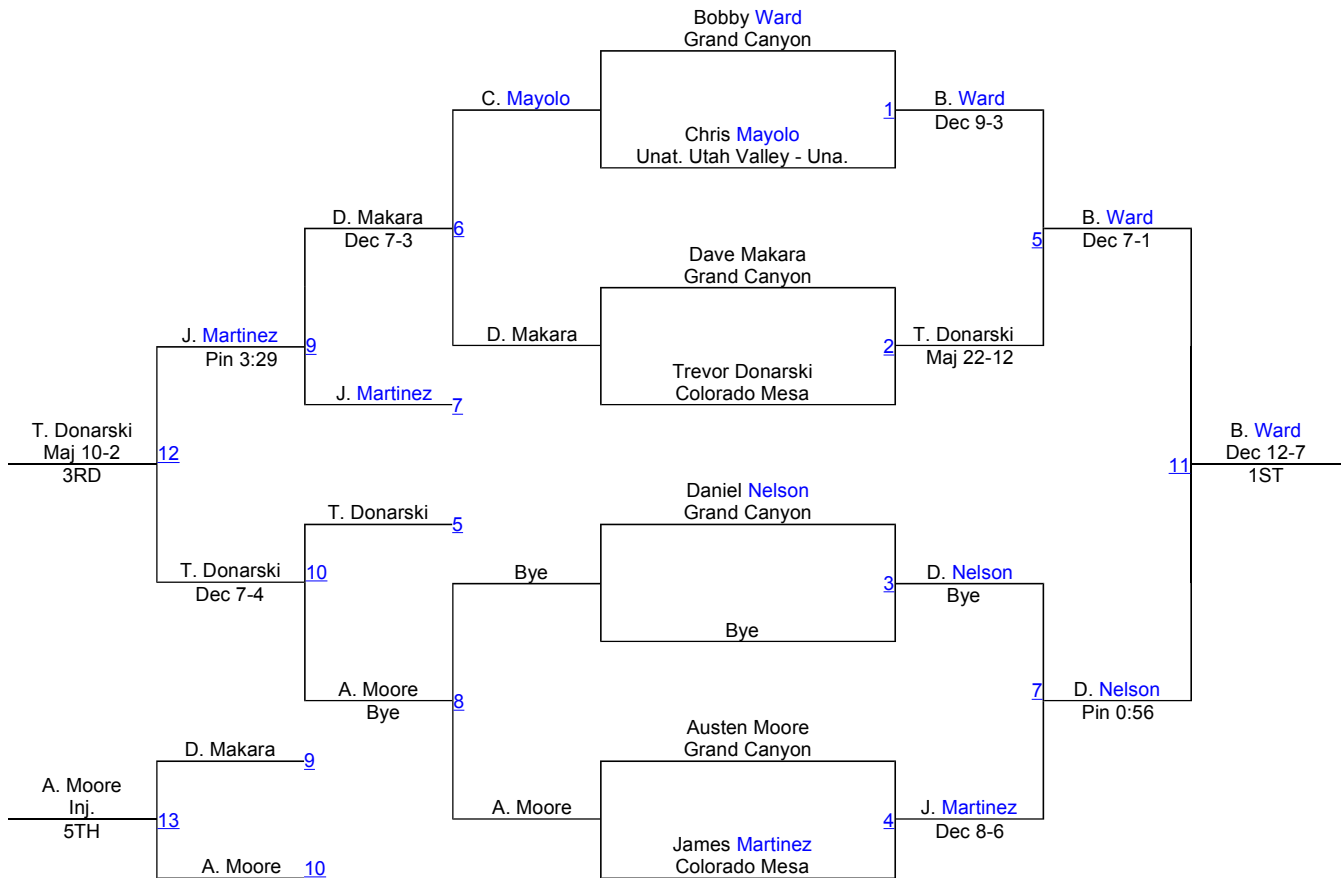 Bobby Ward
Grand Canyon
C. Mayolo
1
B. Ward
Dec 9-3
Chris Mayolo
Unat. Utah Valley - Una.
D. Makara
Dec 7-3
6
B. Ward
Dec 7-1
5
Dave Makara
Grand Canyon
J. Martinez
Pin 3:29
9
D. Makara
2
T. Donarski
Maj 22-12
Trevor Donarski
Colorado Mesa
J. Martinez
7
T. Donarski
Maj 10-2
3RD
12
B. Ward
Dec 12-7
1ST
11
Daniel Nelson
Grand Canyon
T. Donarski
5
T. Donarski
Dec 7-4
10
Bye
3
D. Nelson
Bye
Bye
A. Moore
Bye
8
7
D. Nelson
Pin 0:56
Austen Moore
Grand Canyon
D. Makara
9
A. Moore
Inj.
5TH
13
A. Moore
4
J. Martinez
Dec 8-6
James Martinez
Colorado Mesa
A. Moore
10